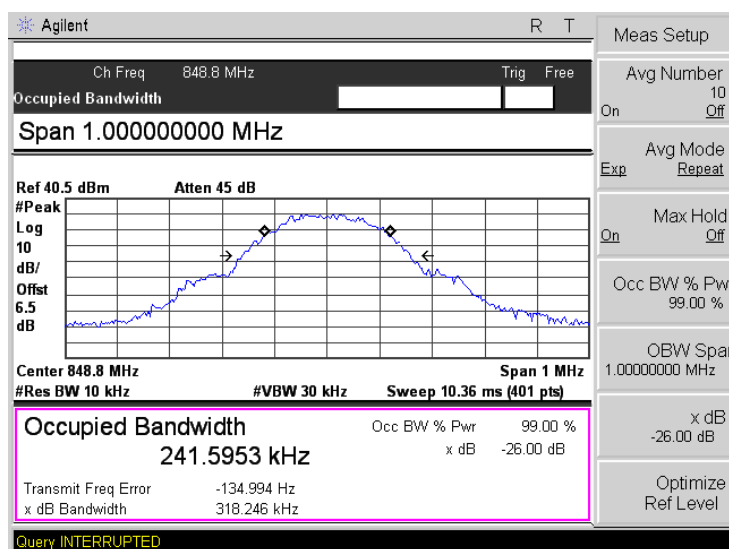 Agilent R T
Ch Freq 848.8 MHz Trig Free
Occupied Bandwidth
Span 1.000000000 MHz
Ref 40.5 dBm Atten 45 dB
#Peak
Log
10
dB/
Offst
6.5
dB
Center 848.8 MHz Span 1 MHz
#Res BW 10 kHz #VBW 30 kHz Sweep 10.36 ms (401 pts)
Occupied Bandwidth
241.5953 kHz
Occ BW % Pwr 99.00 %
x dB -26.00 dB
Transmit Freq Error -134.994 Hz
x dB Bandwidth 318.246 kHz
Query INTERRUPTED
Meas Setup
Avg Number
10
On Off
Avg Mode
Exp Repeat
Max Hold
On Off
Occ BW % Pw
99.00 %
OBW Spa
1.00000000 MHz
x dB
-26.00 dB
Optimize
Ref Level